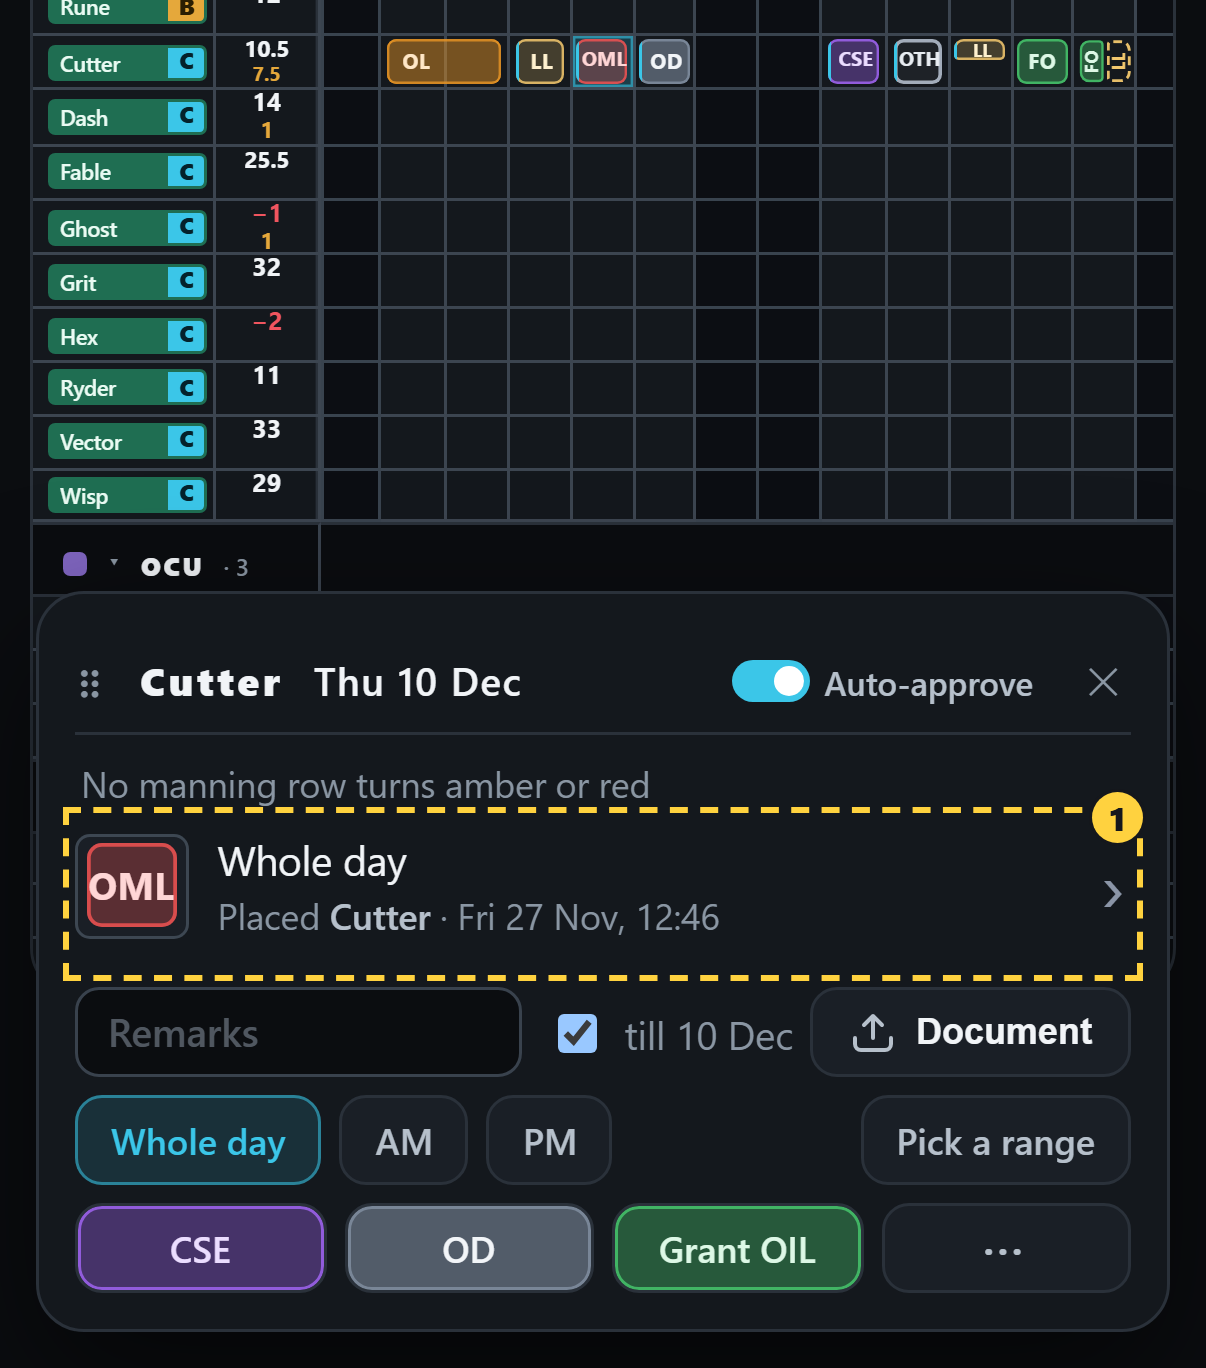 Rune B 12
Cutter C 10.5 OL LL OML OD CSE OTH LL FO FO LL
7.5
Dash C 14
1
Fable C 25.5
Ghost C −1
1
Grit C 32
Hex C −2
Ryder C 11
Vector C 33
Wisp C 29
▾ OCU · 3
Cutter Thu 10 Dec Auto-approve
No manning row turns amber or red
1
OML Whole day
Placed Cutter · Fri 27 Nov, 12:46 ›
Remarks till 10 Dec Document
Whole day AM PM Pick a range
CSE OD Grant OIL ...